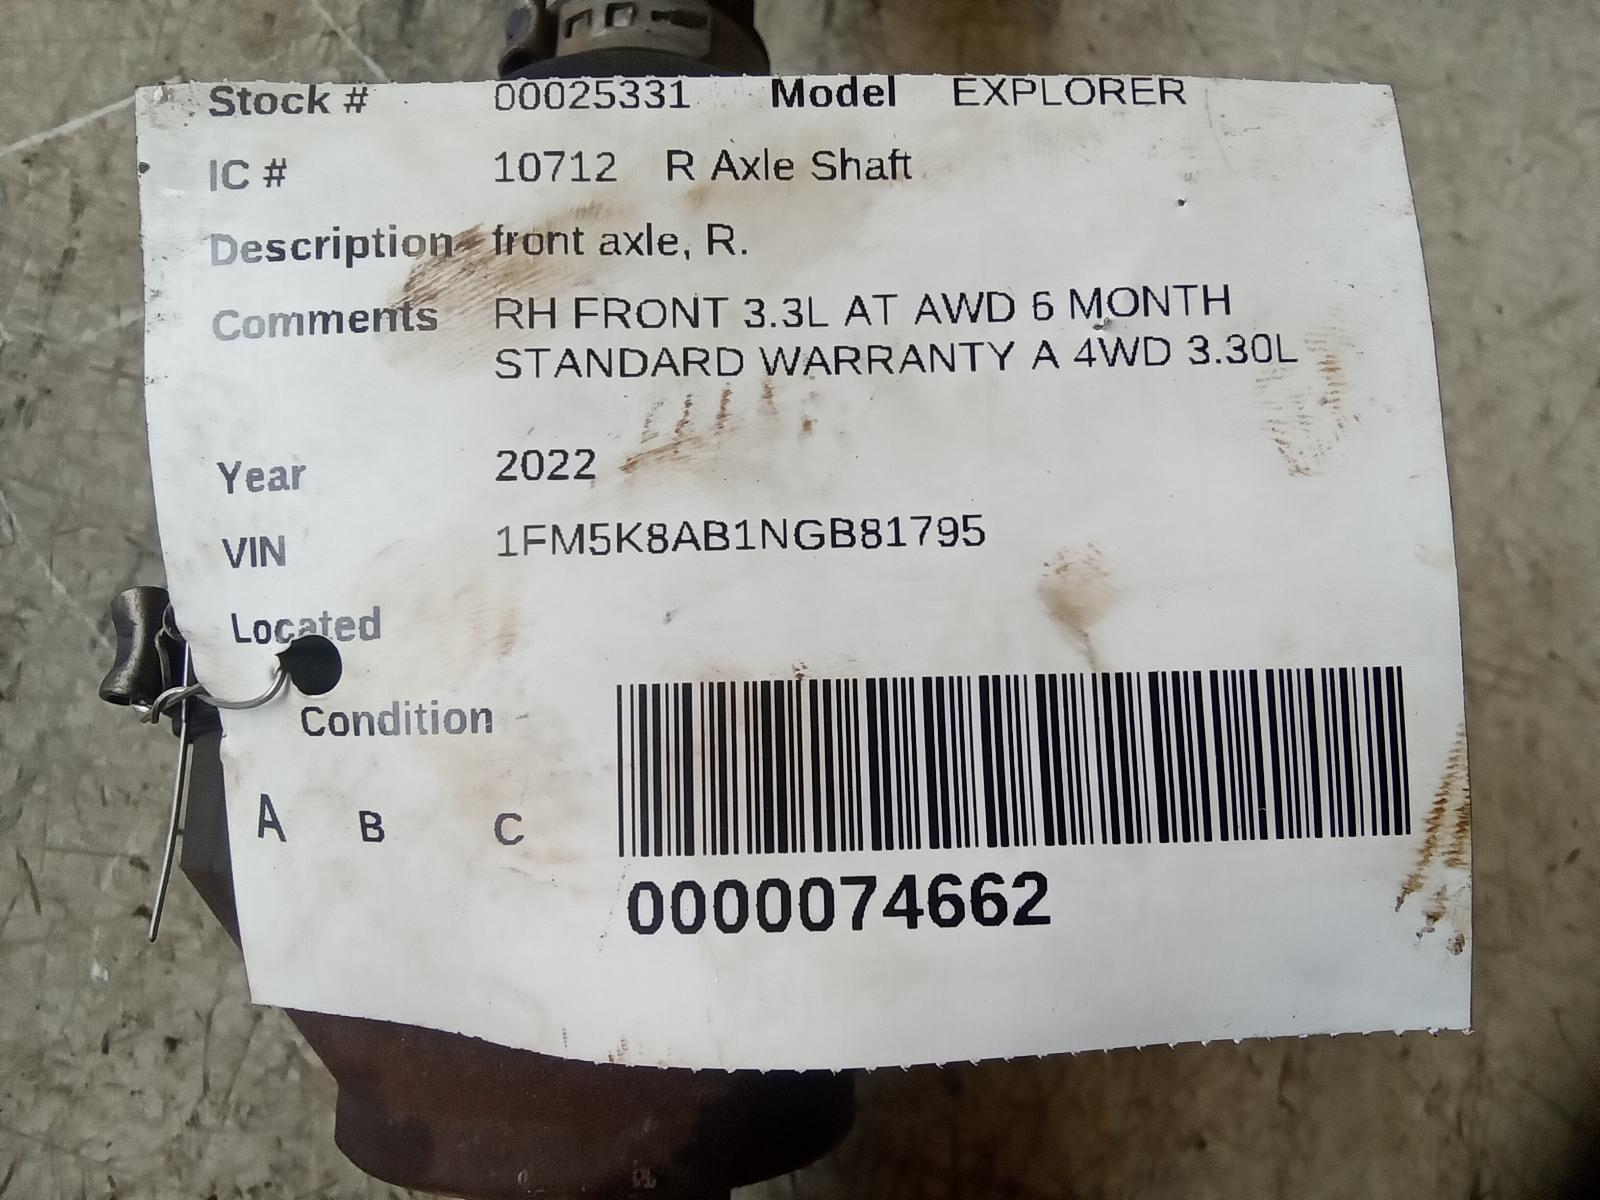 Stock # 00025331 Model EXPLORER
IC # 10712 R Axle Shaft
Description front axle, R.
Comments RH FRONT 3.3L AT AWD 6 MONTH
STANDARD WARRANTY A 4WD 3.30L
Year 2022
VIN 1FM5K8AB1NGB81795
Located
Condition
A B C
0000074662